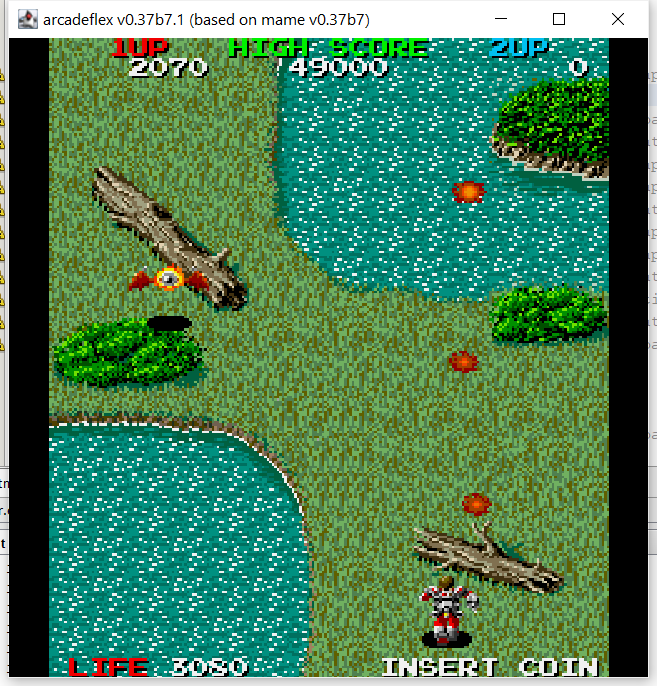 arcadeflex v0.37b7.1 (based on mame v0.37b7)
1UP HIGH SCORE 2UP
2070 49000 0
LIFE 3080 INSERT COIN